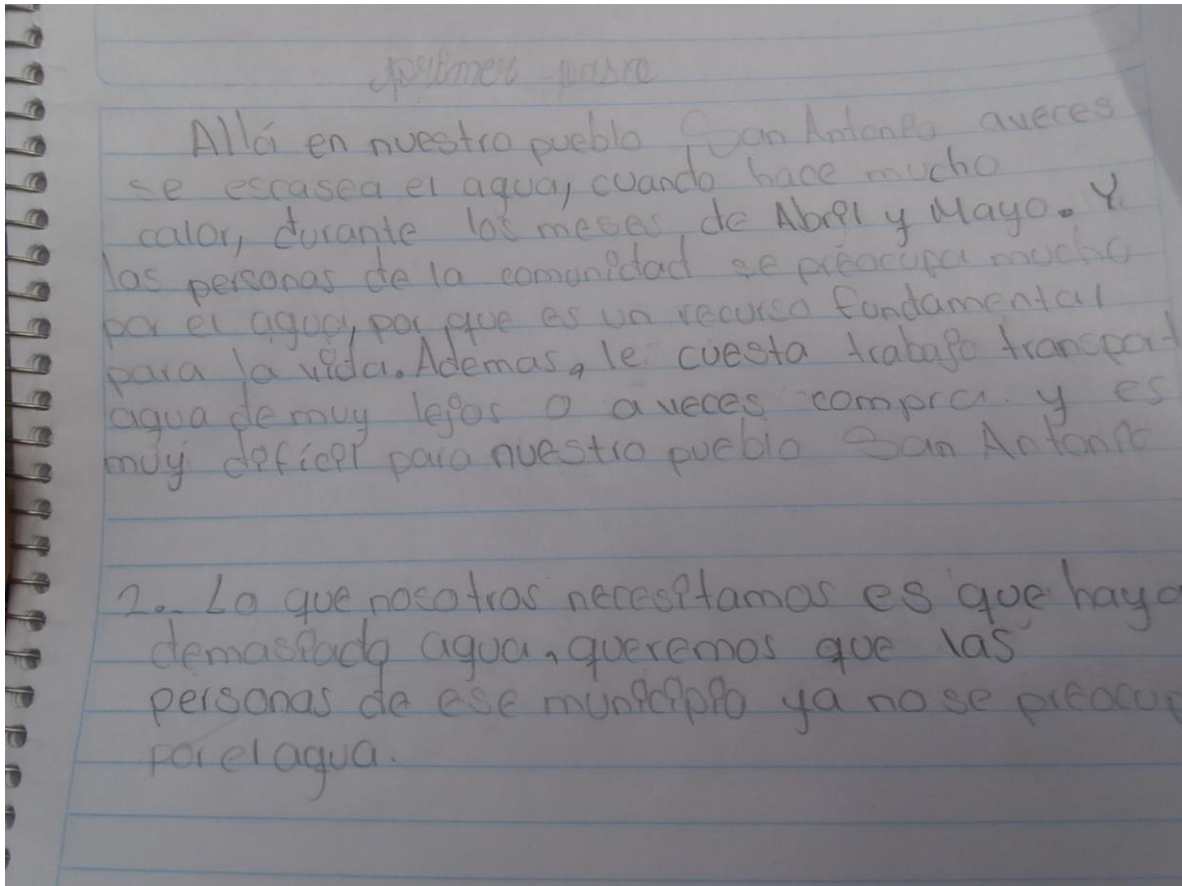 primer paso
Allá en nuestro pueblo San Antonio aveces
se escasea el agua, cuando hace mucho
calor, durante los meses de Abril y Mayo. Y
las personas de la comunidad se préocupa mucho
por el agua, por que es un recurso fundamental
para la vida. Ademas, le cuesta trabajo transport
agua de muy lejos o aveces compra y es
muy dificil para nuestro pueblo San Antonio
2.- Lo que nosotros necesitamos es que haya
demasiado agua, queremos que las
personas de ese municipio ya no se préocup
por el agua.